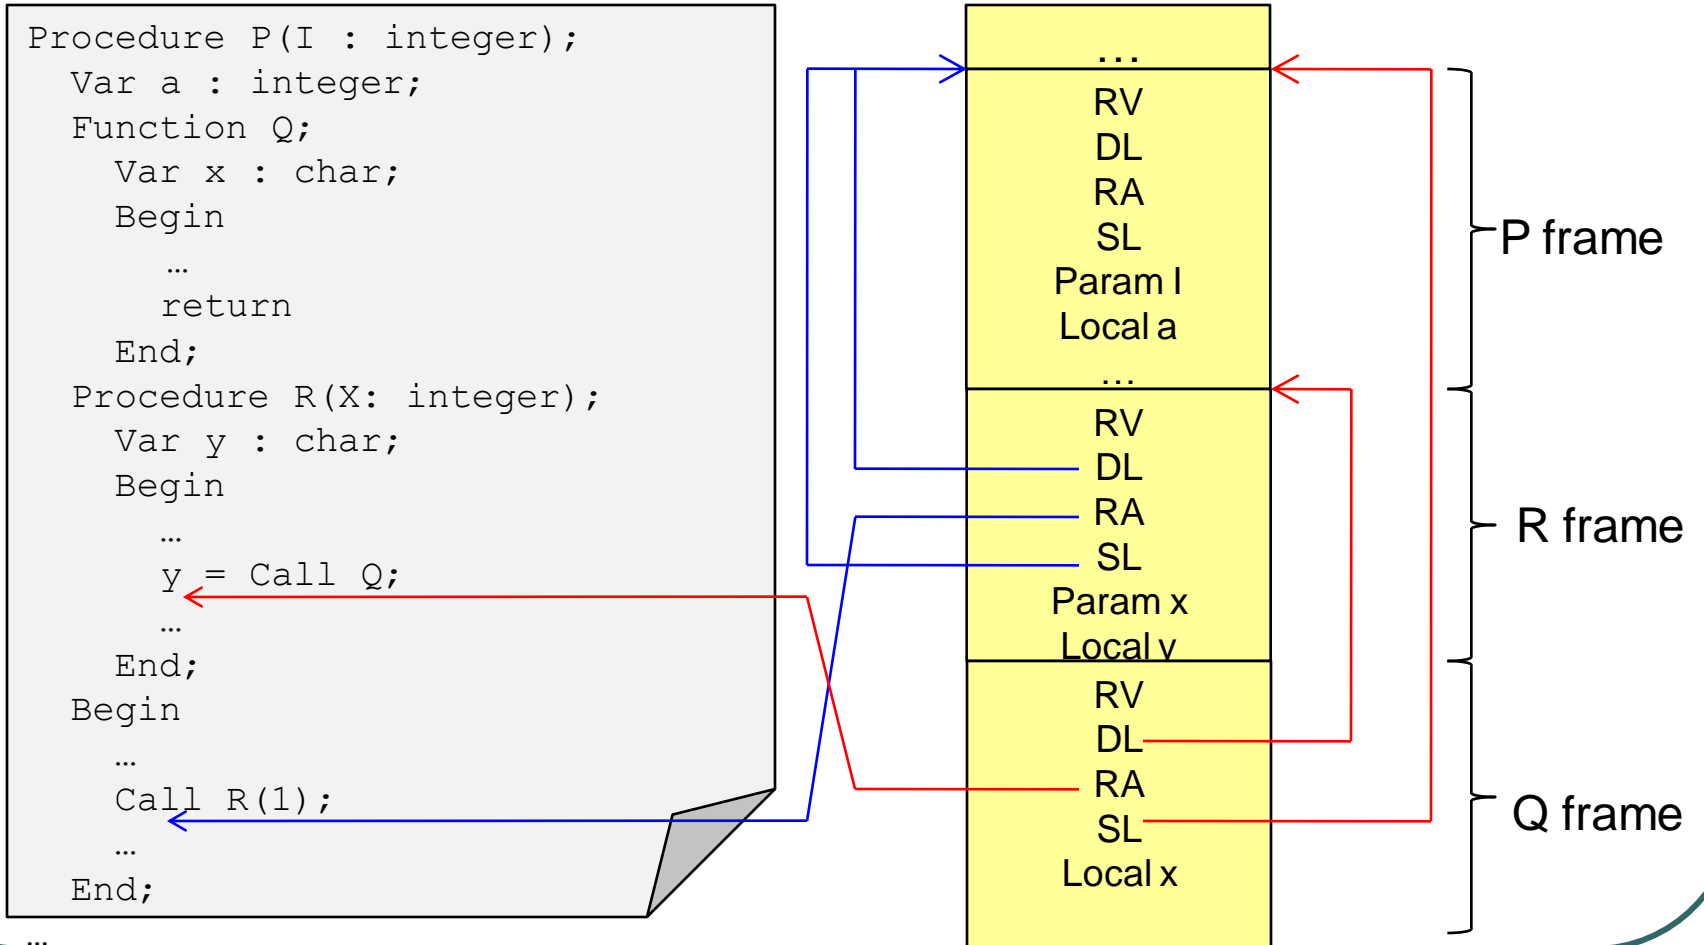 Procedure P(I : integer);
Var a : integer;
Function Q;
Var x : char;
Begin
…
return
End;
Procedure R(X: integer);
Var y : char;
Begin
…
y = Call Q;
…
End;
Begin
…
Call R(1);
…
End;
…
…
RV
DL
RA
SL
Param I
Local a
…
RV
DL
RA
SL
Param x
Local y
RV
DL
RA
SL
Local x
P frame
R frame
Q frame